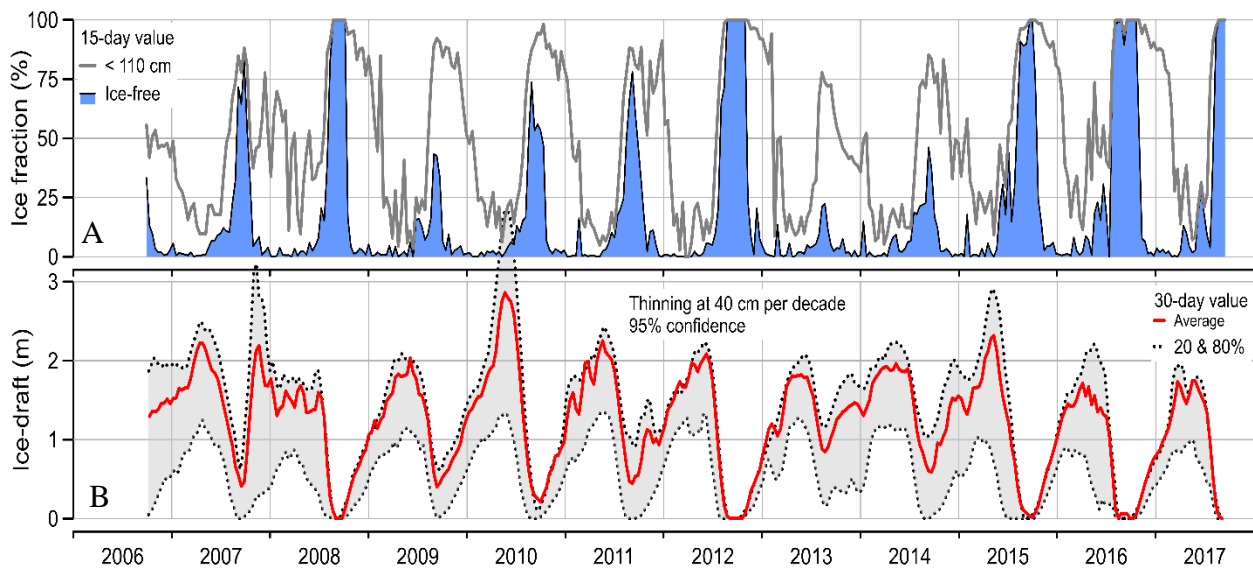 100
75
50
25
0
Ice fraction (%)
15-day value
< 110 cm
Ice-free
A
3
2
1
0
Ice-draft (m)
Thinning at 40 cm per decade
95% confidence
30-day value
Average
20 & 80%
B
2006 2007 2008 2009 2010 2011 2012 2013 2014 2015 2016 2017